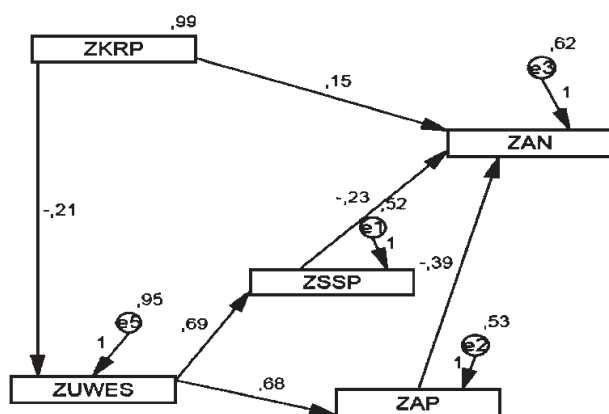 ,99
ZKRP
,62
e3
,15
1
ZAN
-,23
,52
-,21
e1
1
-,39
ZSSP
,95
e5
,69
,53
1
e2
1
ZUWES
,68
ZAP